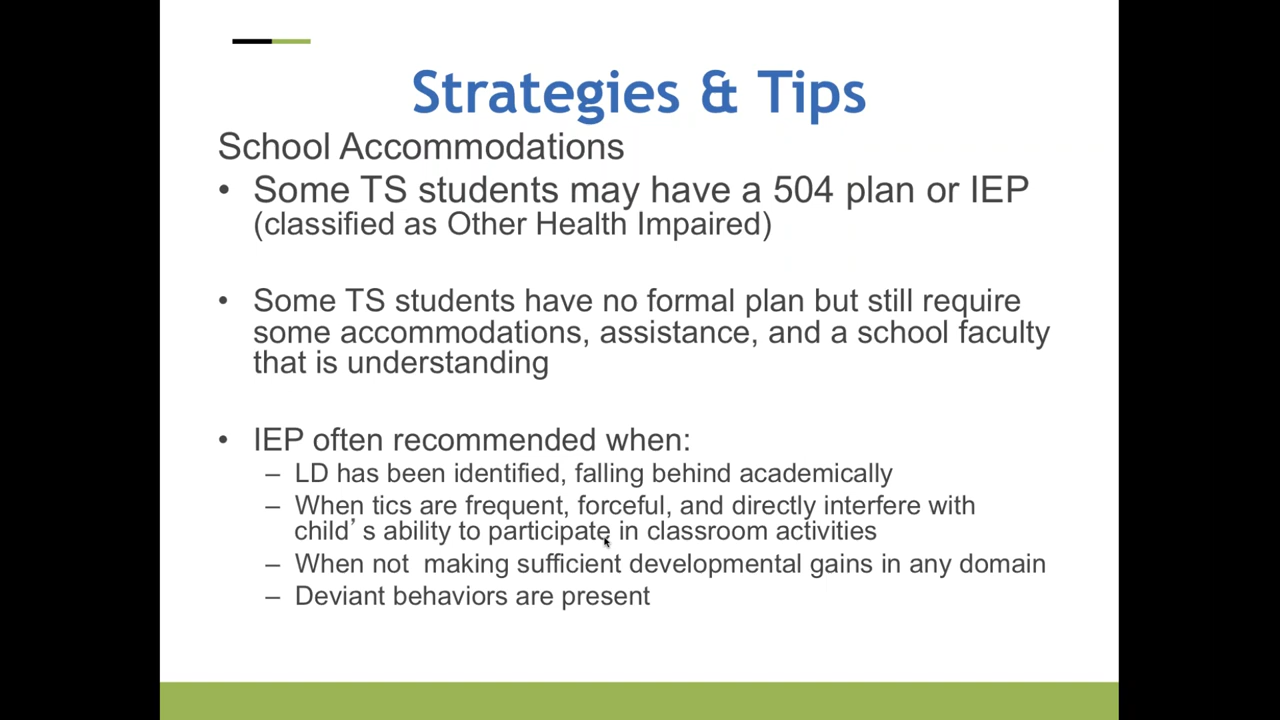 Strategies & Tips
School Accommodations
• Some TS students may have a 504 plan or IEP
(classified as Other Health Impaired)
• Some TS students have no formal plan but still require
some accommodations, assistance, and a school faculty
that is understanding
• IEP often recommended when:
– LD has been identified, falling behind academically
– When tics are frequent, forceful, and directly interfere with
child’ s ability to participate in classroom activities
– When not  making sufficient developmental gains in any domain
– Deviant behaviors are present